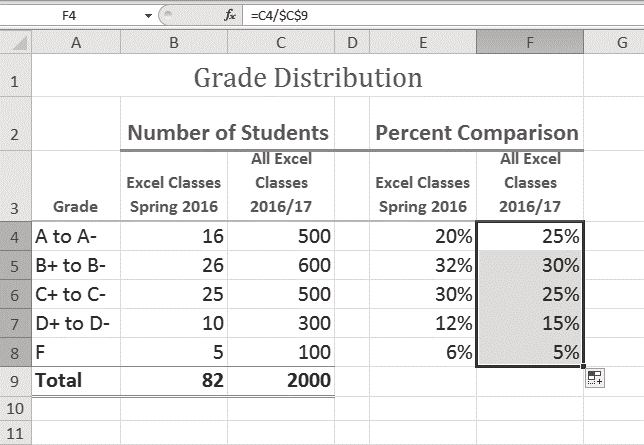 F4 fx =C4/$C$9
A B C D E F G
1 Grade Distribution
2 Number of Students Percent Comparison
All Excel All Excel
Excel Classes Classes Excel Classes Classes
3 Grade Spring 2016 2016/17 Spring 2016 2016/17
4 A to A- 16 500 20% 25%
5 B+ to B- 26 600 32% 30%
6 C+ to C- 25 500 30% 25%
7 D+ to D- 10 300 12% 15%
8 F 5 100 6% 5%
9 Total 82 2000
10
11